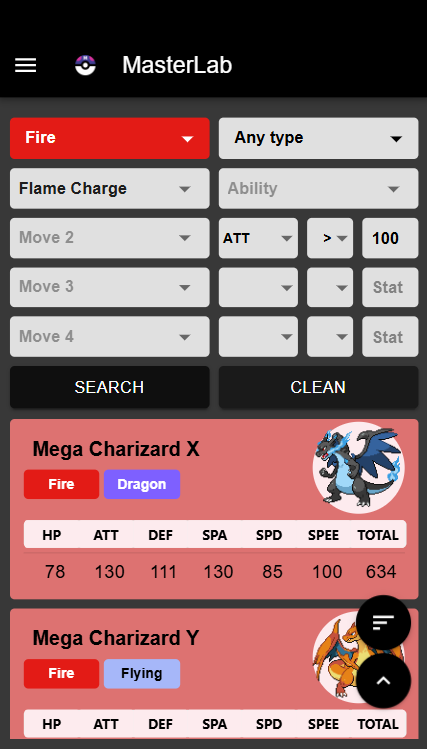 MasterLab
Fire Any type
Flame Charge Ability
Move 2 ATT > 100
Move 3 Stat
Move 4 Stat
SEARCH CLEAN
Mega Charizard X
Fire Dragon
HP ATT DEF SPA SPD SPEE TOTAL
78 130 111 130 85 100 634
Mega Charizard Y
Fire Flying
HP ATT DEF SPA SPD SPEE TOTAL